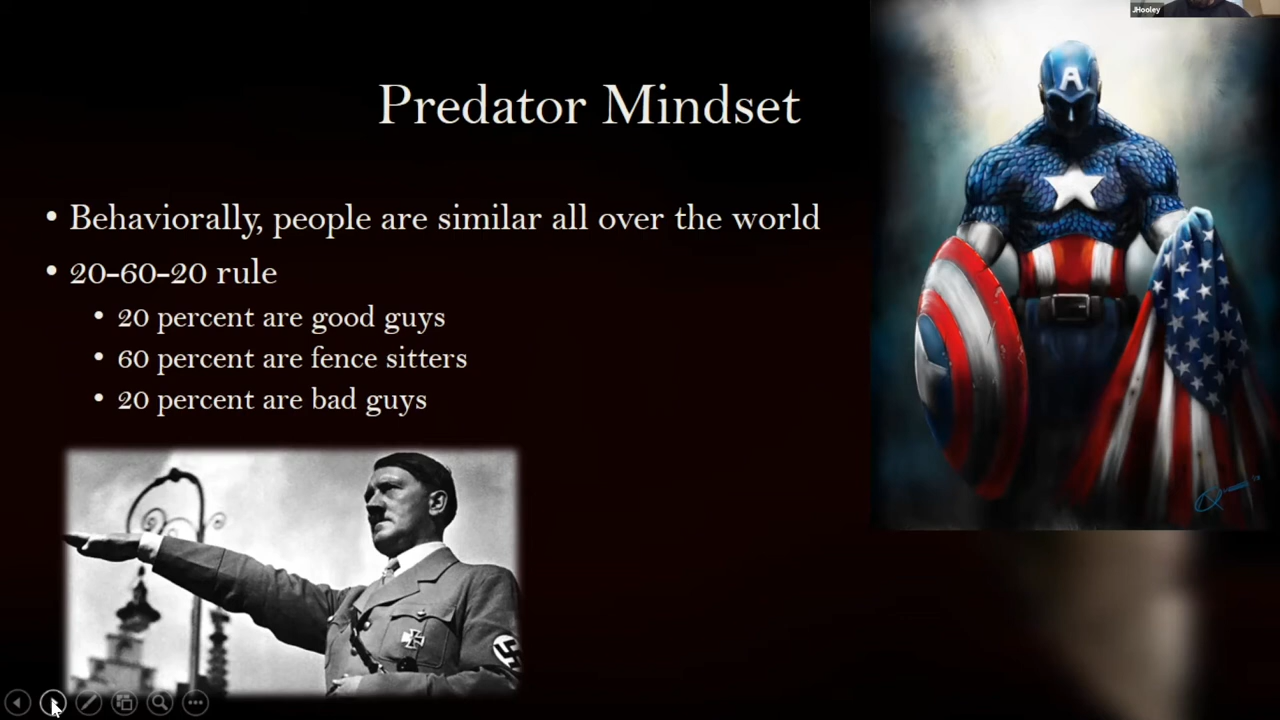 JHooley
Predator Mindset
• Behaviorally, people are similar all over the world
• 20-60-20 rule
• 20 percent are good guys
• 60 percent are fence sitters
• 20 percent are bad guys
A